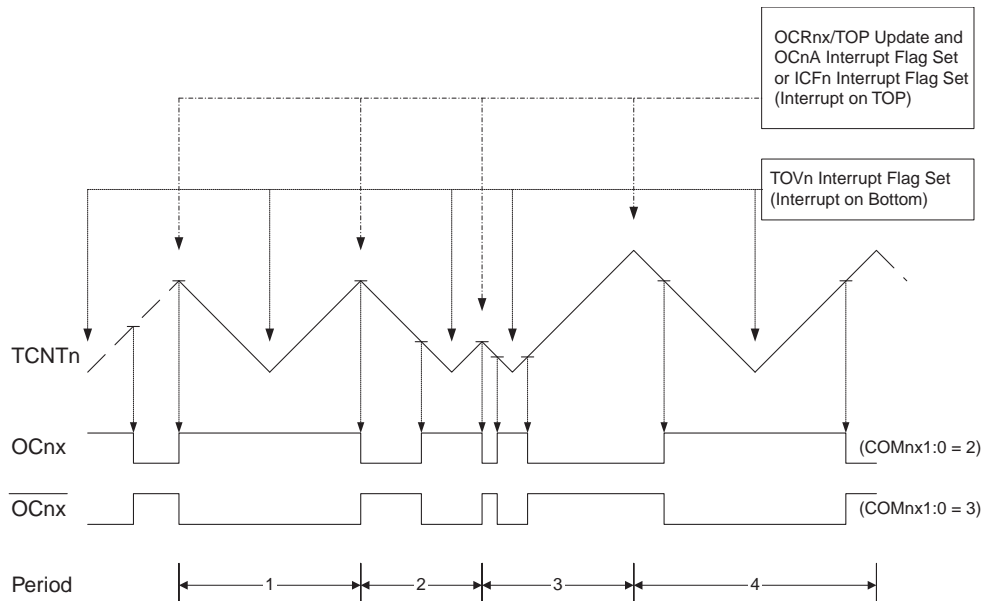 OCRnx/TOP Update and
OCnA Interrupt Flag Set
or ICFn Interrupt Flag Set
(Interrupt on TOP)
TOVn Interrupt Flag Set
(Interrupt on Bottom)
TCNTn
OCnx
(COMnx1:0 = 2)
OCnx
(COMnx1:0 = 3)
Period
1
2
3
4